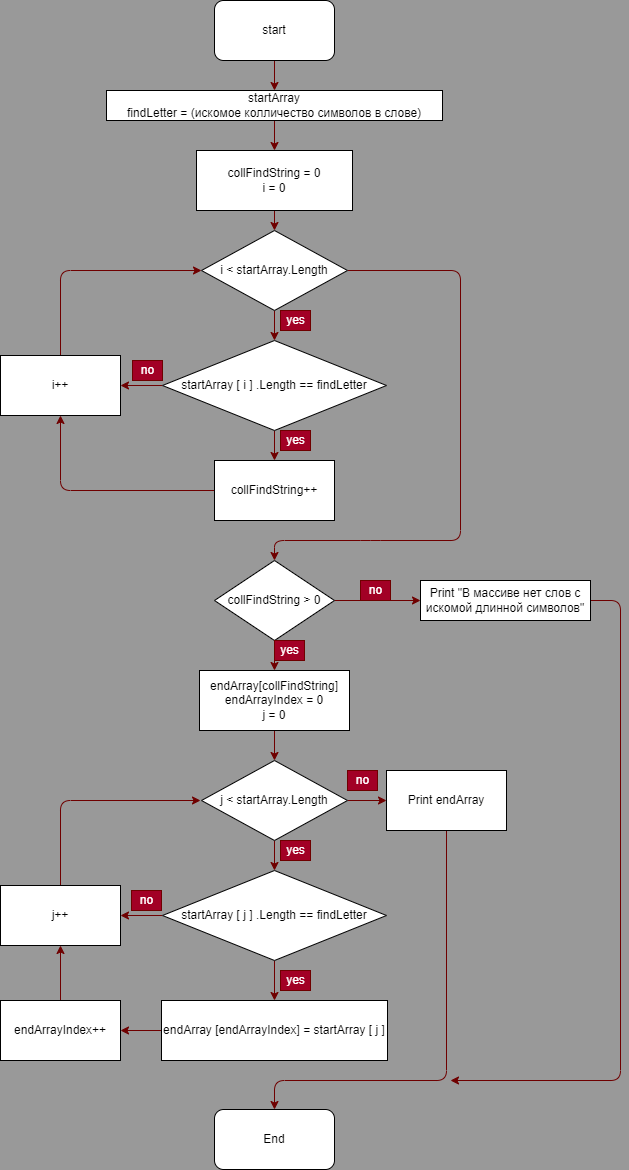 start
startArray
findLetter = (искомое колличество символов в слове)
collFindString = 0
i = 0
i < startArray.Length
yes
no
startArray [ i ] .Length == findLetter
i++
yes
collFindString++
collFindString > 0
no
Print "В массиве нет слов с
искомой длинной символов"
yes
endArray[collFindString]
endArrayIndex = 0
j = 0
no
j < startArray.Length
Print endArray
yes
no
startArray [ j ] .Length == findLetter
j++
yes
endArrayIndex++
endArray [endArrayIndex] = startArray [ j ]
End